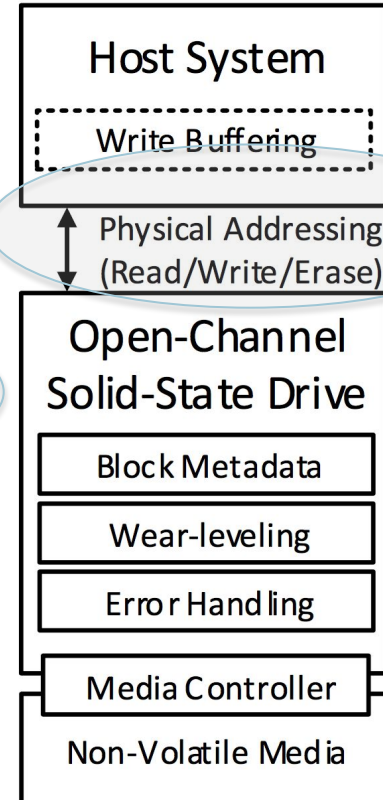 Host System
Write Buffering
Physical Addressing
(Read/Write/Erase)
Open-Channel
Solid-State Drive
Block Metadata
Wear-leveling
Error Handling
Media Controller
Non-Volatile Media